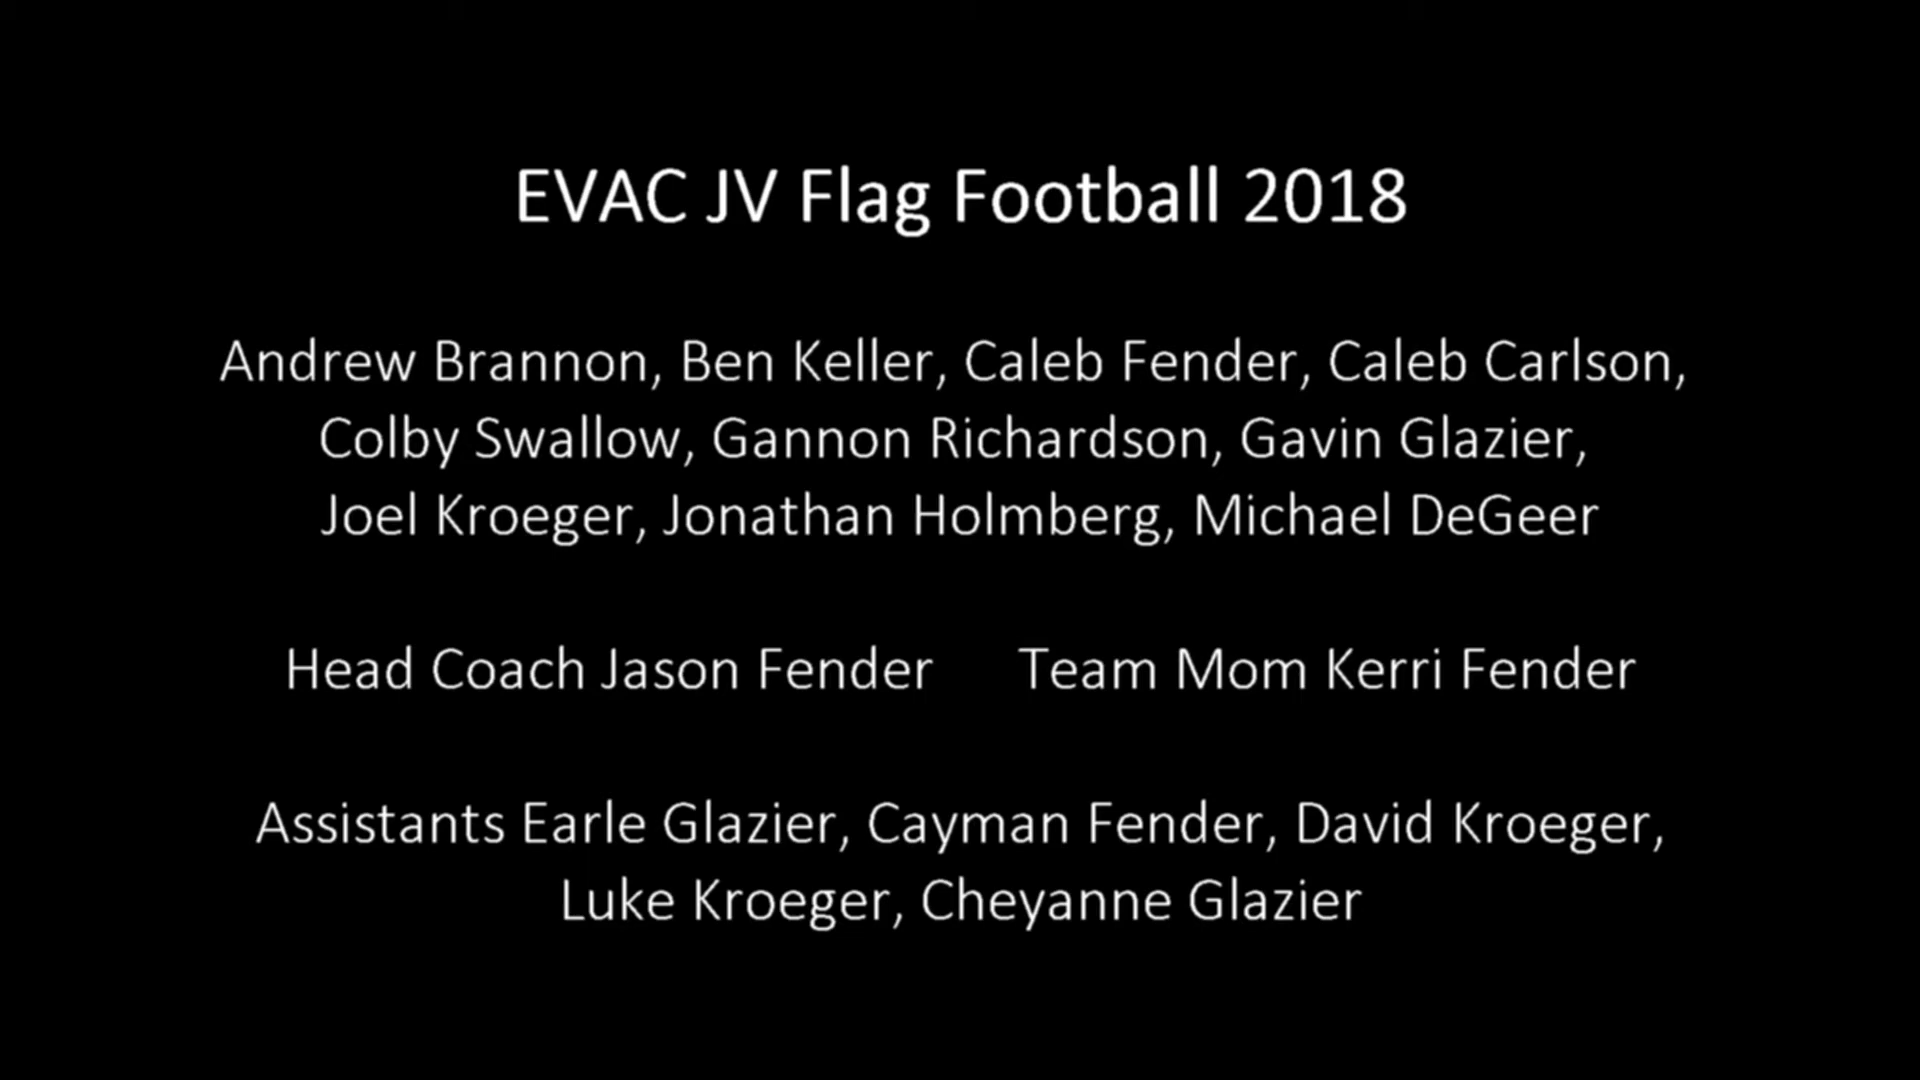 EVAC JV Flag Football 2018
Andrew Brannon, Ben Keller, Caleb Fender, Caleb Carlson,
Colby Swallow, Gannon Richardson, Gavin Glazier,
Joel Kroeger, Jonathan Holmberg, Michael DeGeer
Head Coach Jason Fender Team Mom Kerri Fender
Assistants Earle Glazier, Cayman Fender, David Kroeger,
Luke Kroeger, Cheyanne Glazier